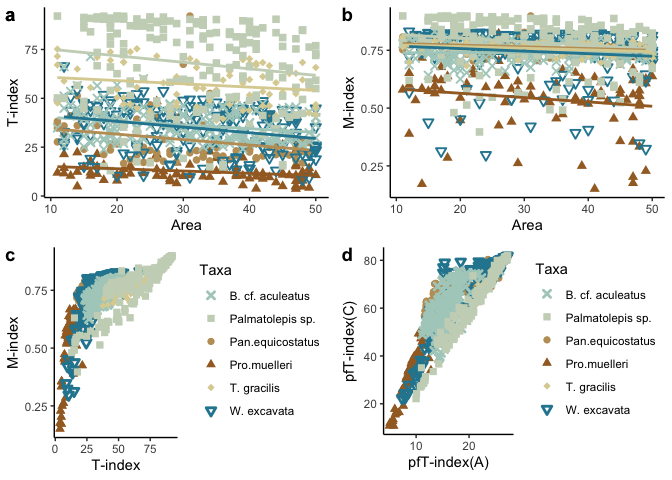 a
75
50
25
0
T-index
10
20
30
40
50
Area
b
0.75
0.50
0.25
M-index
10
20
30
40
50
Area
c
0.75
0.50
0.25
M-index
0
25
50
75
T-index
Taxa
B. cf. aculeatus
Palmatolepis sp.
Pan.equicostatus
Pro.muelleri
T. gracilis
W. excavata
d
80
60
40
20
pfT-index(C)
10
20
pfT-index(A)
Taxa
B. cf. aculeatus
Palmatolepis sp.
Pan.equicostatus
Pro.muelleri
T. gracilis
W. excavata